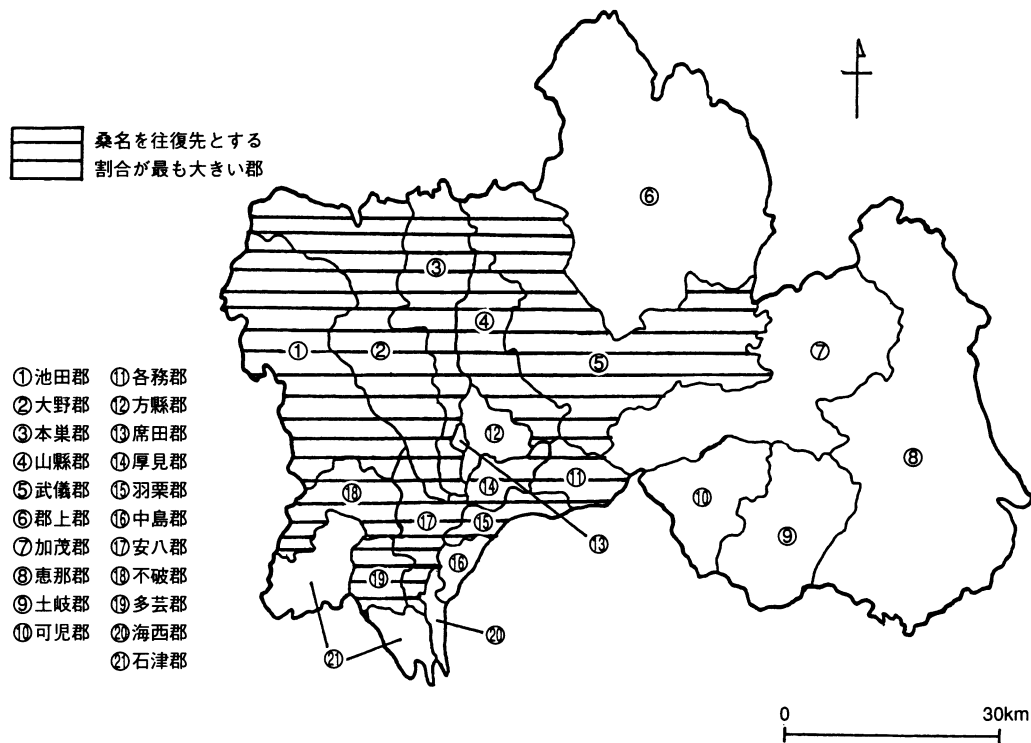 桑名を往復先とする
割合が最も大きい郡
①池田郡
②大野郡
③本巣郡
④山縣郡
⑤武儀郡
⑥郡上郡
⑦加茂郡
⑧恵那郡
⑨土岐郡
⑩可児郡
⑪各務郡
⑫方縣郡
⑬席田郡
⑭厚見郡
⑮羽栗郡
⑯中島郡
⑰安八郡
⑱不破郡
⑲多芸郡
⑳海西郡
㉑石津郡
⑥
③
④
①
②
⑤
⑦
⑫
⑧
⑱
⑭
⑪
⑩
⑰
⑮
⑨
⑬
⑯
⑲
⑳
㉑
0
30km